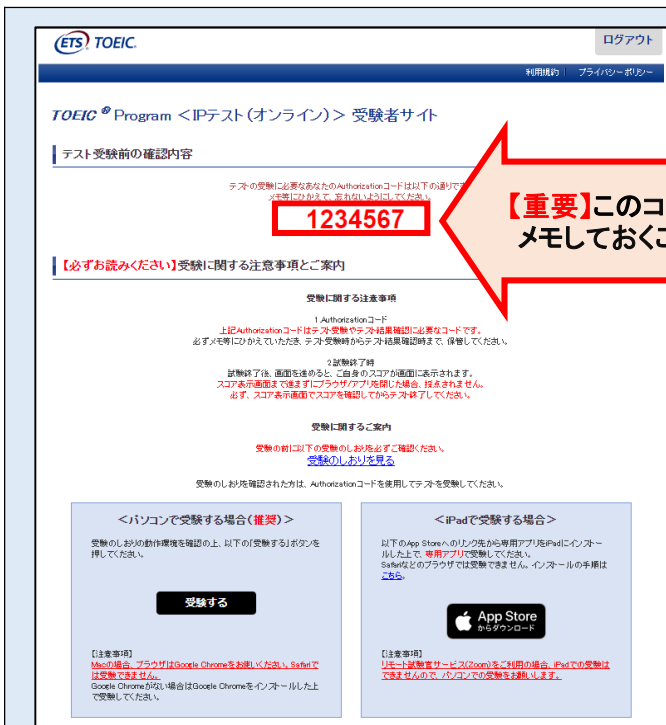 ETS TOEIC.
ログアウト
利用規約 プライバシーポリシー
TOEIC ® Program <IPテスト(オンライン)> 受験者サイト
テスト受験前の確認内容
テストの受験に必要なあなたのAuthorizationコードは以下の通りです
メモ等にひかえて、忘れないようにしてください。
1234567
【重要】このコ
メモしておくこ
【必ずお読みください】受験に関する注意事項とご案内
受験に関する注意事項
1.Authorizationコード
上記Authorizationコードはテスト受験やテスト結果確認に必要なコードです。
必ずメモ等にひかえていただき、テスト受験時からテスト結果確認時まで、保管してください。
2.試験終了時
試験終了後、画面を進めると、ご自身のスコアが画面に表示されます。
スコア表示画面まで進まずにブラウザ/アプリを閉じた場合、採点されません。
必ず、スコア表示画面でスコアを確認してからテスト終了してください。
受験に関するご案内
受験の前に以下の受験のしおりを必ずご確認ください。
受験のしおりを見る
受験のしおりを確認された方は、Authorizationコードを使用してテストを受験してください。
<パソコンで受験する場合(推奨)>
受験のしおりの動作環境を確認の上、以下の「受験する」ボタンを
押してください。
受験する
【注意事項】
Macの場合、ブラウザはGoogle Chromeをお使いください。Safariで
は受験できません。
Google Chromeがない場合はGoogle Chromeをインストールした上
で受験してください。
<iPadで受験する場合>
以下のApp Storeへのリンク先から専用アプリをiPadにインストー
ルした上で、専用アプリで受験してください。
Safariなどのブラウザでは受験できません。インストールの手順は
こちら。
App Store
からダウンロード
【注意事項】
リモート試験官サービス(Zoom)をご利用の場合、iPadでの受験は
できませんので、パソコンでの受験をお願いします。